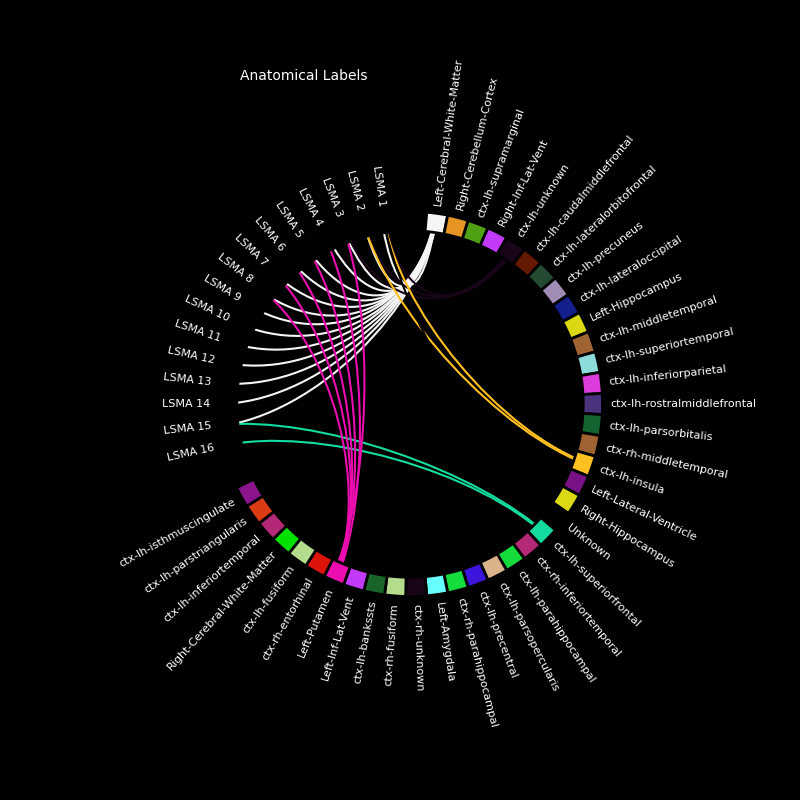 Anatomical Labels
Left-Cerebral-White-Matter
Right-Cerebellum-Cortex
ctx-lh-supramarginal
Right-Inf-Lat-Vent
ctx-lh-unknown
ctx-lh-caudalmiddlefrontal
ctx-lh-lateralorbitofrontal
ctx-lh-precuneus
ctx-lh-lateraloccipital
Left-Hippocampus
ctx-lh-middletemporal
ctx-lh-superiortemporal
ctx-lh-inferiorparietal
ctx-lh-rostralmiddlefrontal
ctx-lh-parsorbitalis
ctx-rh-middletemporal
ctx-lh-insula
Left-Lateral-Ventricle
Right-Hippocampus
Unknown
ctx-lh-superiorfrontal
ctx-rh-inferiortemporal
ctx-lh-parahippocampal
ctx-lh-parsopercularis
ctx-lh-precentral
ctx-rh-parahippocampal
Left-Amygdala
ctx-rh-unknown
ctx-rh-fusiform
ctx-lh-bankssts
Left-Inf-Lat-Vent
Left-Putamen
ctx-rh-entorhinal
ctx-lh-fusiform
Right-Cerebral-White-Matter
ctx-lh-inferiortemporal
ctx-lh-parstriangularis
ctx-lh-isthmuscingulate
LSMA 16
LSMA 15
LSMA 14
LSMA 13
LSMA 12
LSMA 11
LSMA 10
LSMA 9
LSMA 8
LSMA 7
LSMA 6
LSMA 5
LSMA 4
LSMA 3
LSMA 2
LSMA 1